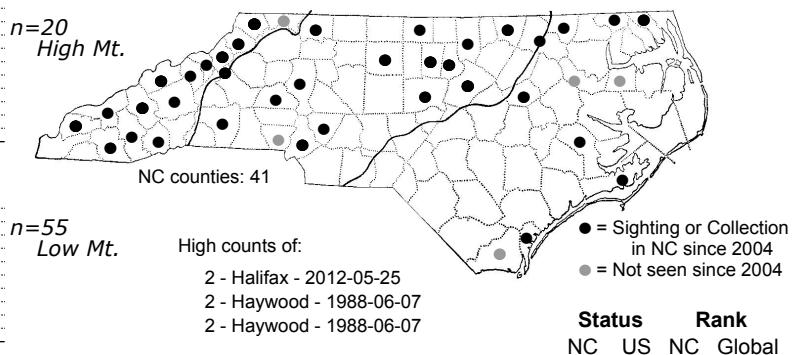 n=20
High Mt.
NC counties: 41
n=55
Low Mt.
High counts of:
2 - Halifax - 2012-05-25
2 - Haywood - 1988-06-07
2 - Haywood - 1988-06-07
● = Sighting or Collection
in NC since 2004
● = Not seen since 2004
Status Rank
NC US NC Global